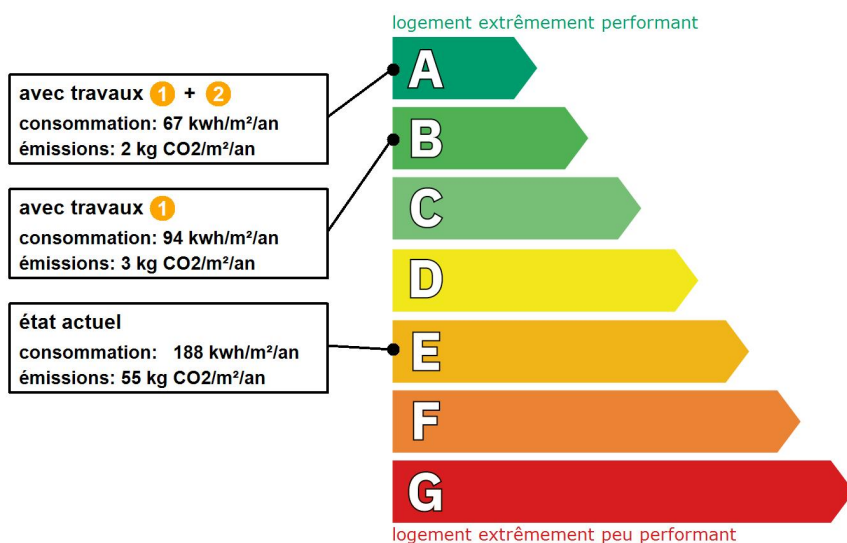 logement extrêmement performant
A
avec travaux 1 + 2
consommation: 67 kwh/m²/an
émissions: 2 kg CO2/m²/an
B
avec travaux 1
consommation: 94 kwh/m²/an
émissions: 3 kg CO2/m²/an
C
D
état actuel
consommation: 188 kwh/m²/an
émissions: 55 kg CO2/m²/an
E
F
G
logement extrêmement peu performant